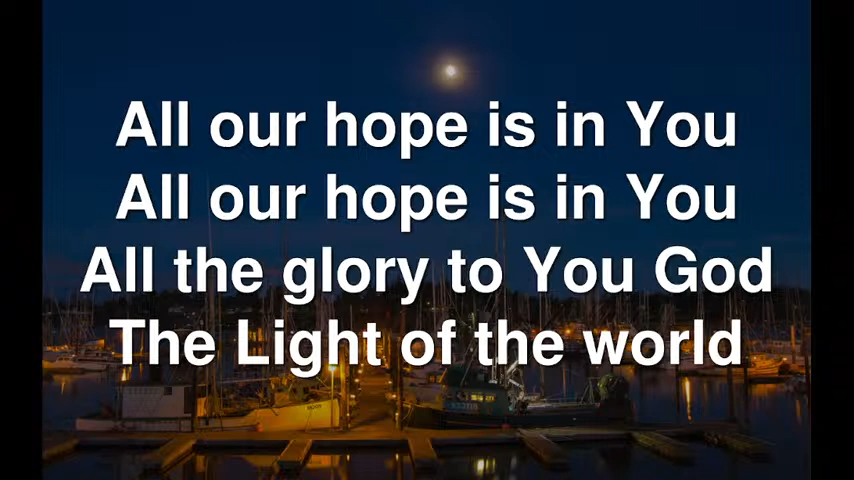 All our hope is in You
All our hope is in You
All the glory to You God
The Light of the world